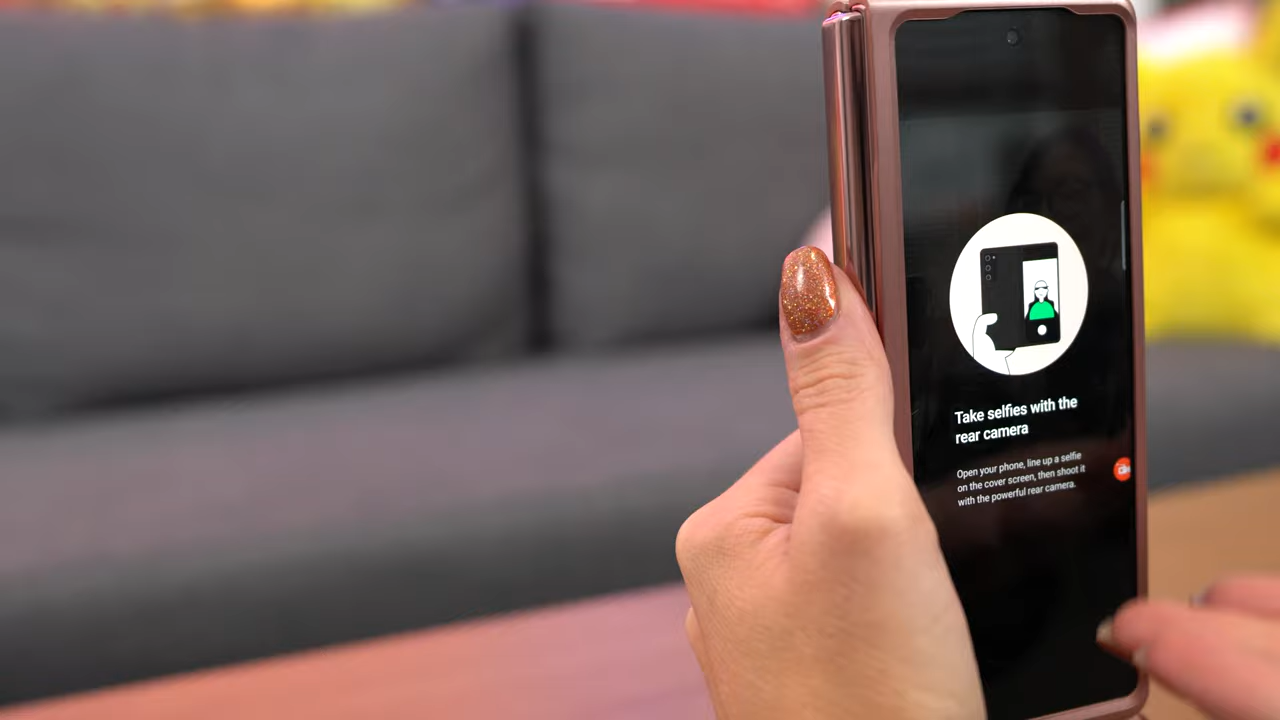 Take selfies with the
rear camera
Open your phone, line up a selfie
on the cover screen, then shoot it
with the powerful rear camera.